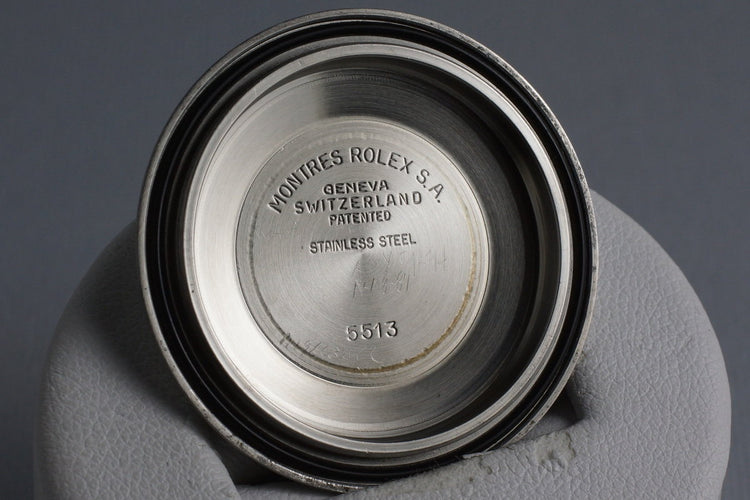 MONTRES ROLEX S.A.
GENEVA
SWITZERLAND
PATENTED
STAINLESS STEEL
5513